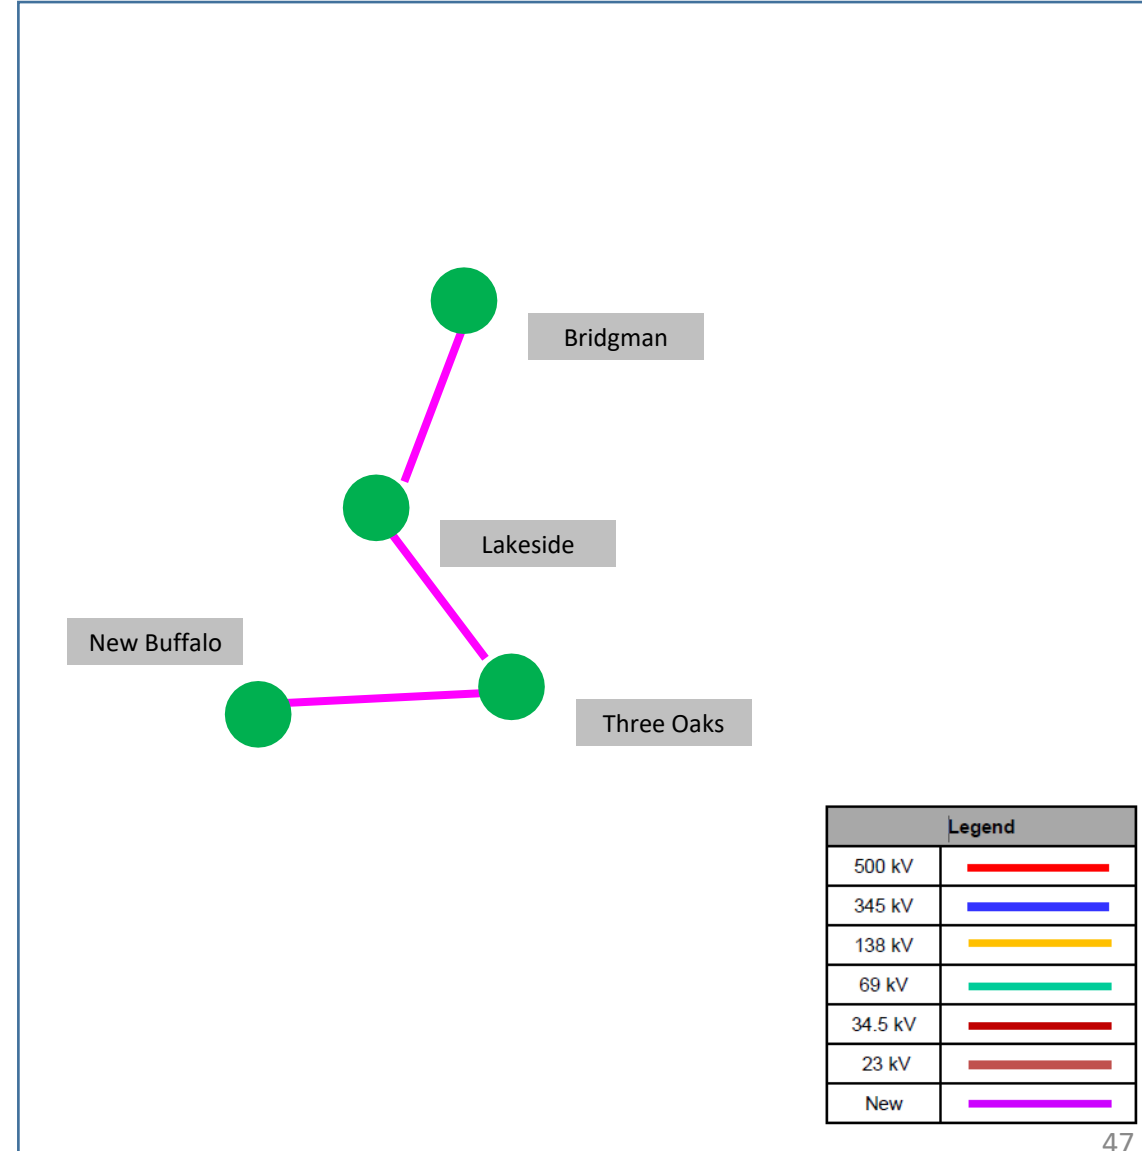 Bridgman
Lakeside
New Buffalo
Three Oaks
Legend
500 kV
345 kV
138 kV
69 kV
34.5 kV
23 kV
New
47